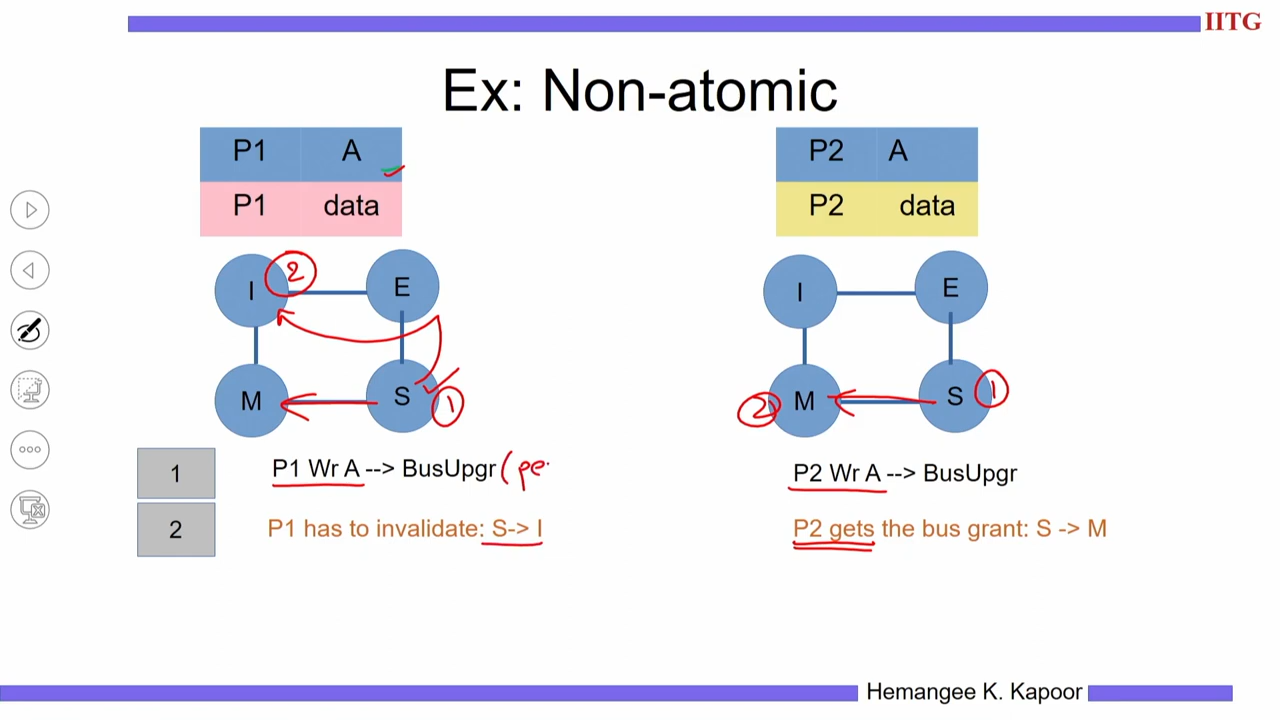 IITG
Ex: Non-atomic
P1 A
P1 data
P2 A
P2 data
I 2 E
M S 1
I E
2 M S 1
1 P1 Wr A --> BusUpgr (pe. P2 Wr A --> BusUpgr
2 P1 has to invalidate: S-> I P2 gets the bus grant: S -> M
Hemangee K. Kapoor